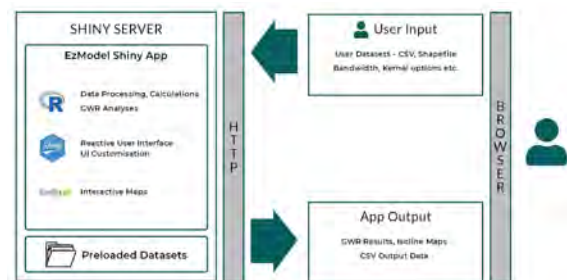 SHINY SERVER
EzModel Shiny App
R
Data Processing, Calculations
GWR Analyses
Reactive User Interface
UI Customisation
Interactive Maps
Preloaded Datasets
HTTP
User Input
User Datasets - CSV, Shapefile
Bandwidth, Kernel options etc.
App Output
GWR Results, Isoline Maps
CSV Output Data
BROWSER